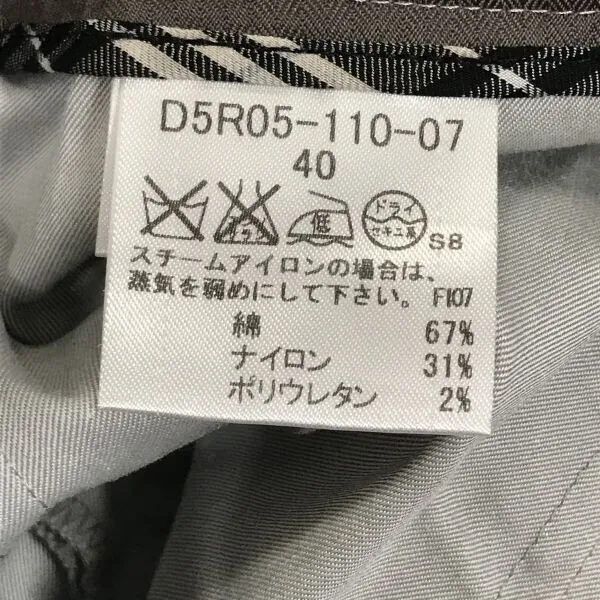 D5R05-110-07
40
低 ドライ セキユ系 S8
スチームアイロンの場合は、
蒸気を弱めにして下さい。 FI07
綿 67%
ナイロン 31%
ポリウレタン 2%